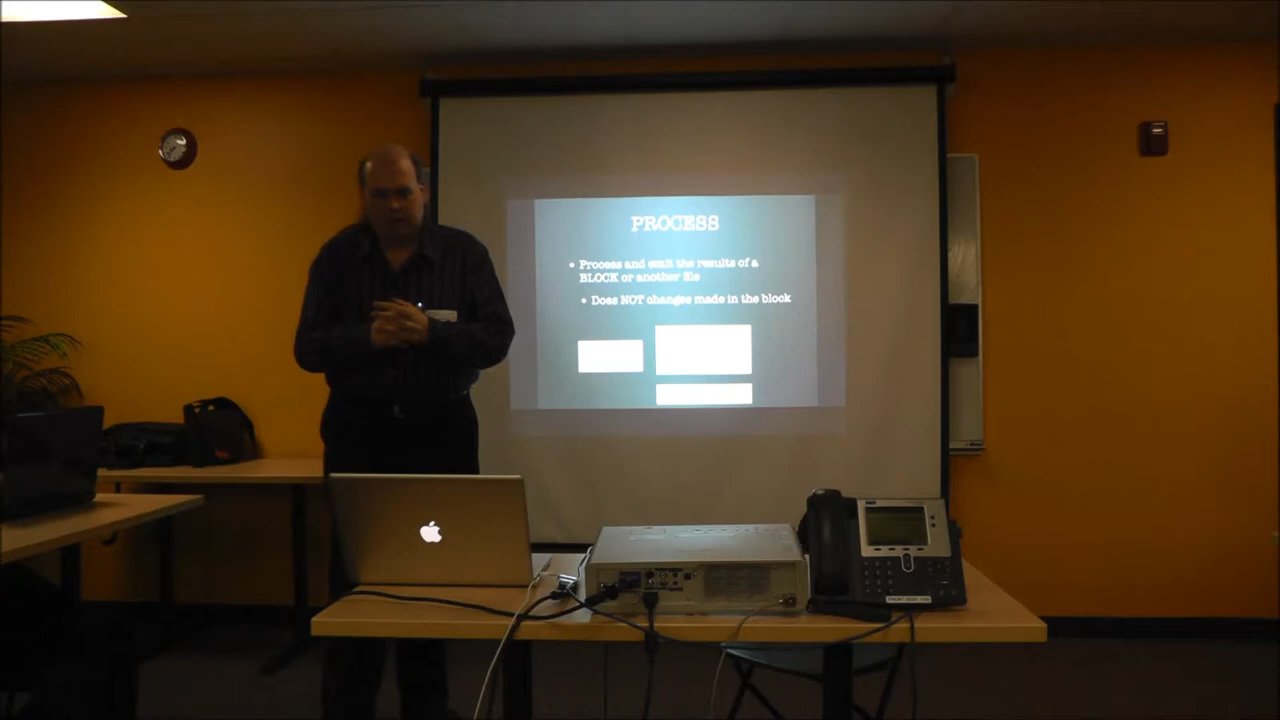 PROCESS
• Process and emit the results of a
BLOCK or another file
• Does NOT changes made in the block